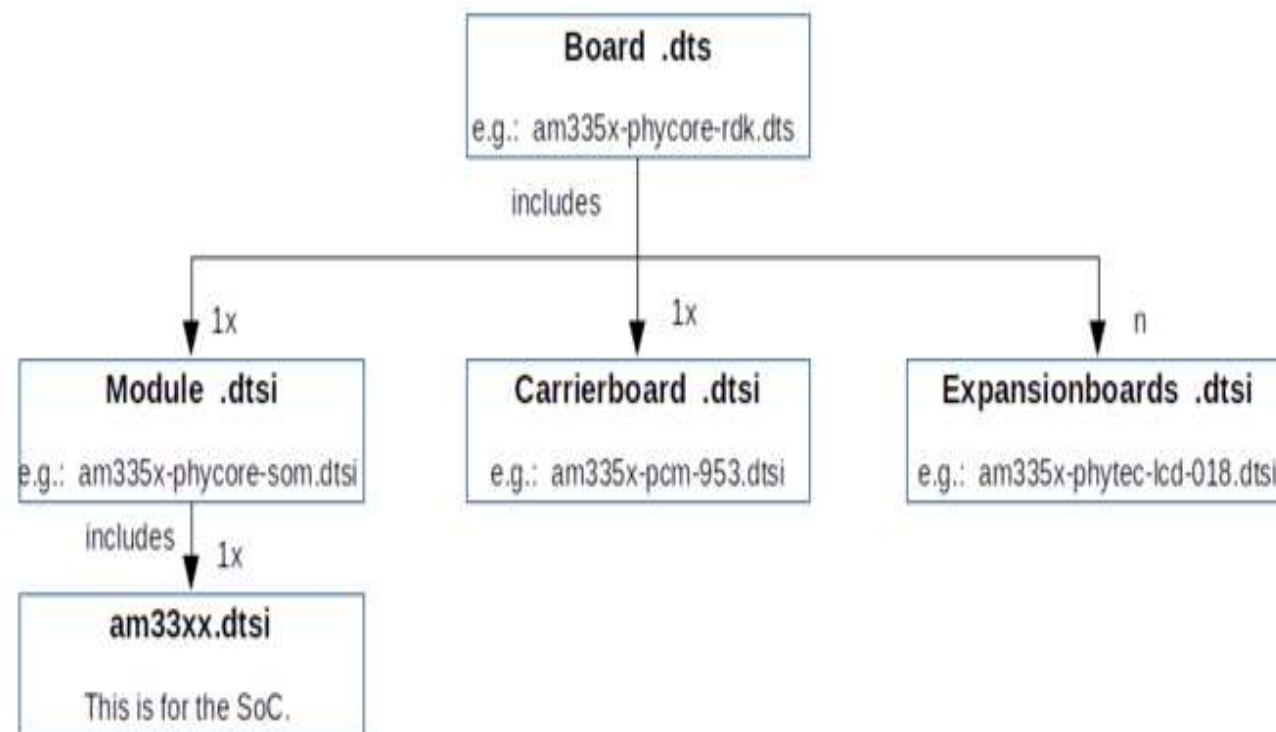 Board .dts
e.g.: am335x-phycore-rdk.dts
includes
1x
1x
n
Module .dtsi
e.g.: am335x-phycore-som.dtsi
Carrierboard .dtsi
e.g.: am335x-pcm-953.dtsi
Expansionboards .dtsi
e.g.: am335x-phytec-lcd-018.dtsi
includes
1x
am33xx.dtsi
This is for the SoC.